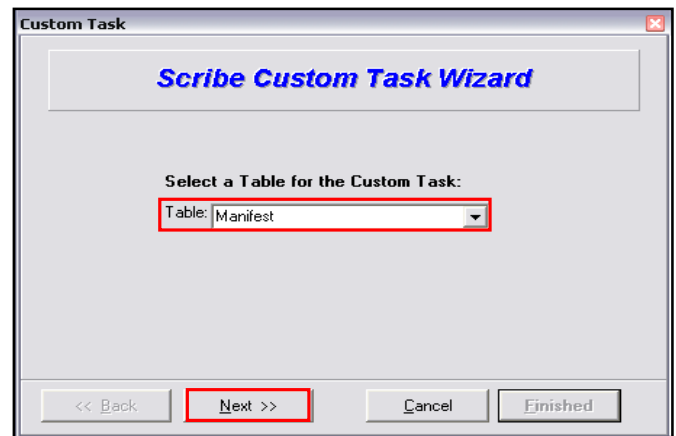 Custom Task
Scribe Custom Task Wizard
Select a Table for the Custom Task:
Table: Manifest
<< Back Next >> Cancel Finished